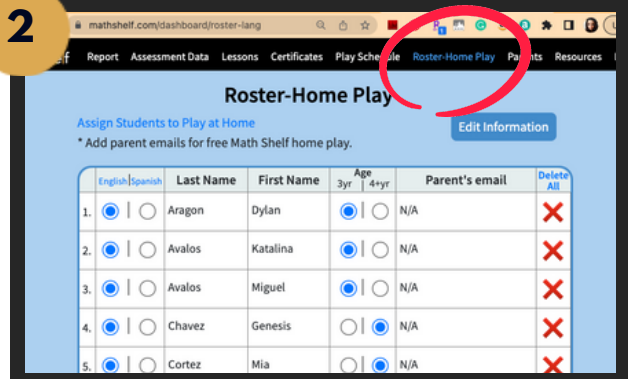 2
mathshelf.com/dashboard/roster-lang
Report Assessment Data Lessons Certificates Play Schedule Roster-Home Play Parents Resources
Roster-Home Play
Assign Students to Play at Home
Edit Information
* Add parent emails for free Math Shelf home play.
English|Spanish Last Name First Name Age 3yr | 4+yr Parent's email Delete All
1. Aragon Dylan N/A
2. Avalos Katalina N/A
3. Avalos Miguel N/A
4. Chavez Genesis N/A
5. Cortez Mia N/A